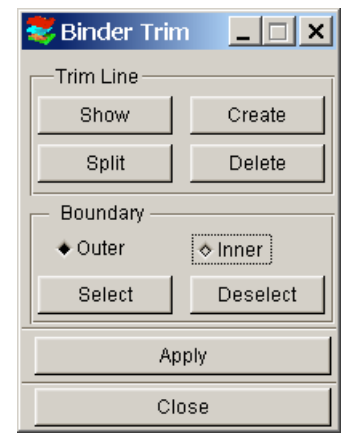 Binder Trim
Trim Line
Show Create
Split Delete
Boundary
Outer Inner
Select Deselect
Apply
Close